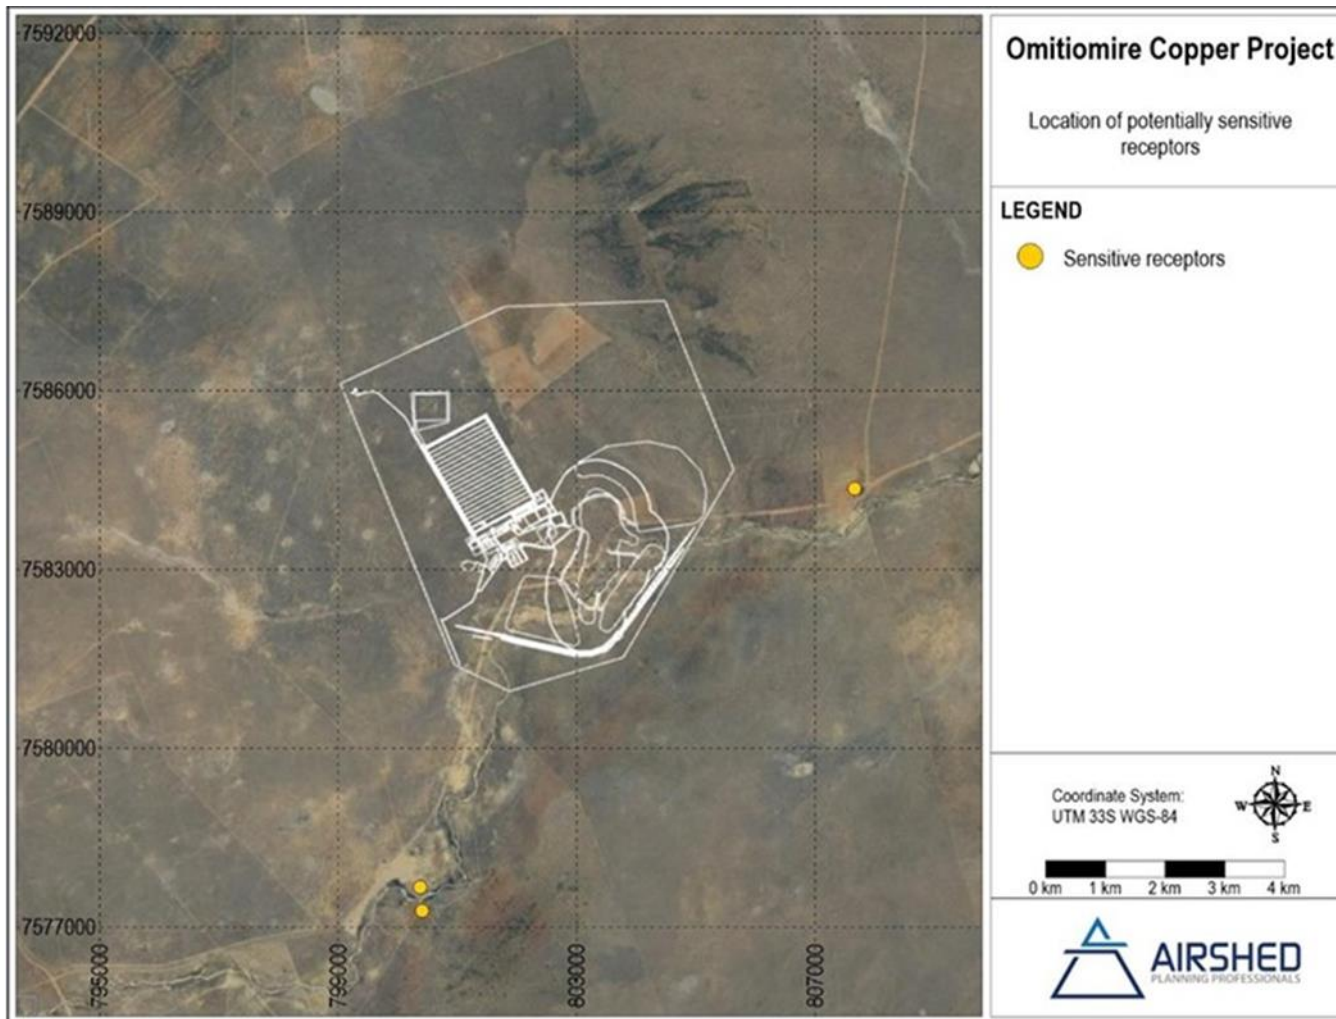 7592000
7589000
7586000
7583000
7580000
7577000
795000
799000
803000
807000
Omitiomire Copper Project
Location of potentially sensitive
receptors
LEGEND
Sensitive receptors
Coordinate System:
UTM 33S WGS-84
N
W E
S
0 km 1 km 2 km 3 km 4 km
AIRSHED
PLANNING PROFESSIONALS